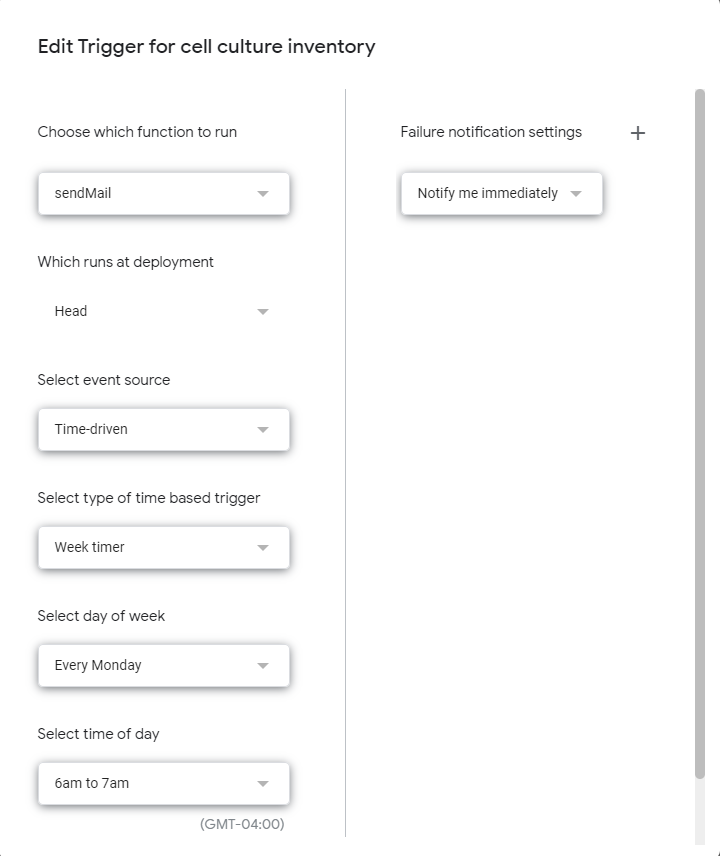 Edit Trigger for cell culture inventory
Choose which function to run
sendMail
Which runs at deployment
Head
Select event source
Time-driven
Select type of time based trigger
Week timer
Select day of week
Every Monday
Select time of day
6am to 7am
(GMT-04:00)
Failure notification settings +
Notify me immediately